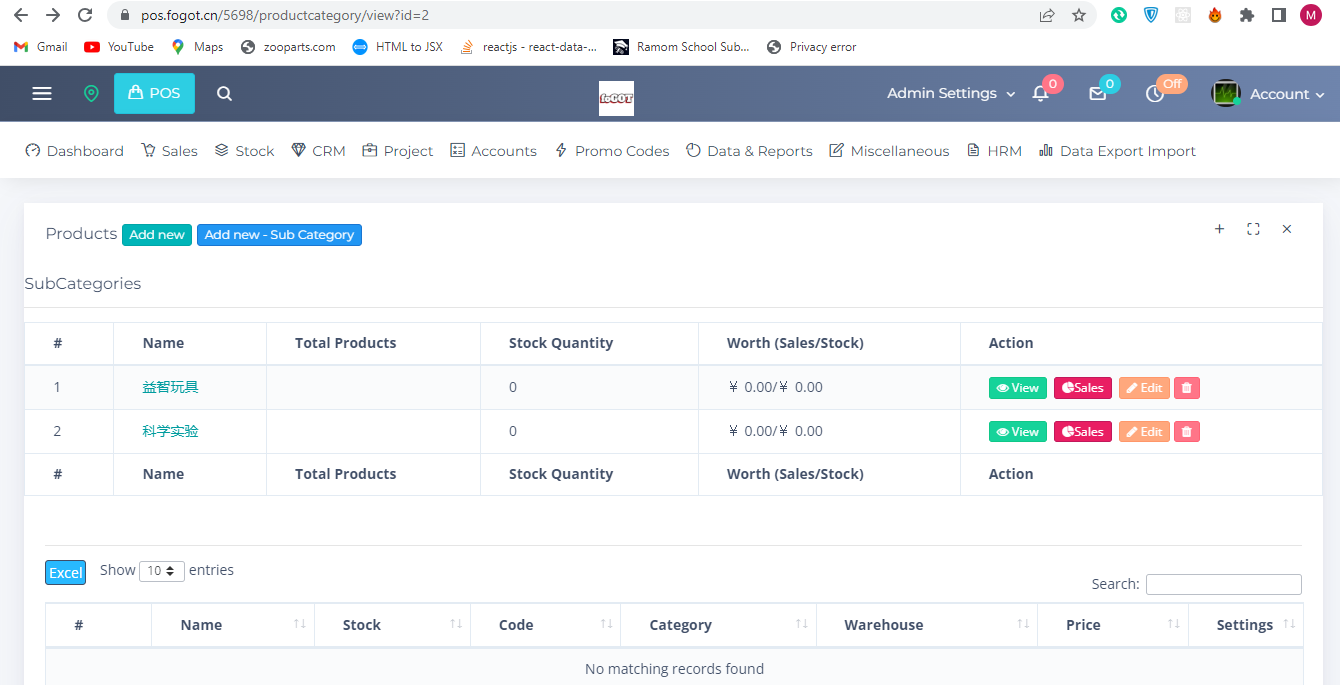 pos.fogot.cn/5698/productcategory/view?id=2
M
Gmail YouTube Maps zooparts.com HTML to JSX reactjs - react-data-... Ramom School Sub... Privacy error
POS foGOT Admin Settings 0 0 Off Account
Dashboard Sales Stock CRM Project Accounts Promo Codes Data & Reports Miscellaneous HRM Data Export Import
Products Add new Add new - Sub Category
SubCategories
# Name Total Products Stock Quantity Worth (Sales/Stock) Action
1 益智玩具 0 ¥ 0.00/¥ 0.00 View Sales Edit
2 科学实验 0 ¥ 0.00/¥ 0.00 View Sales Edit
# Name Total Products Stock Quantity Worth (Sales/Stock) Action
Excel Show 10 entries
Search:
# Name Stock Code Category Warehouse Price Settings
No matching records found